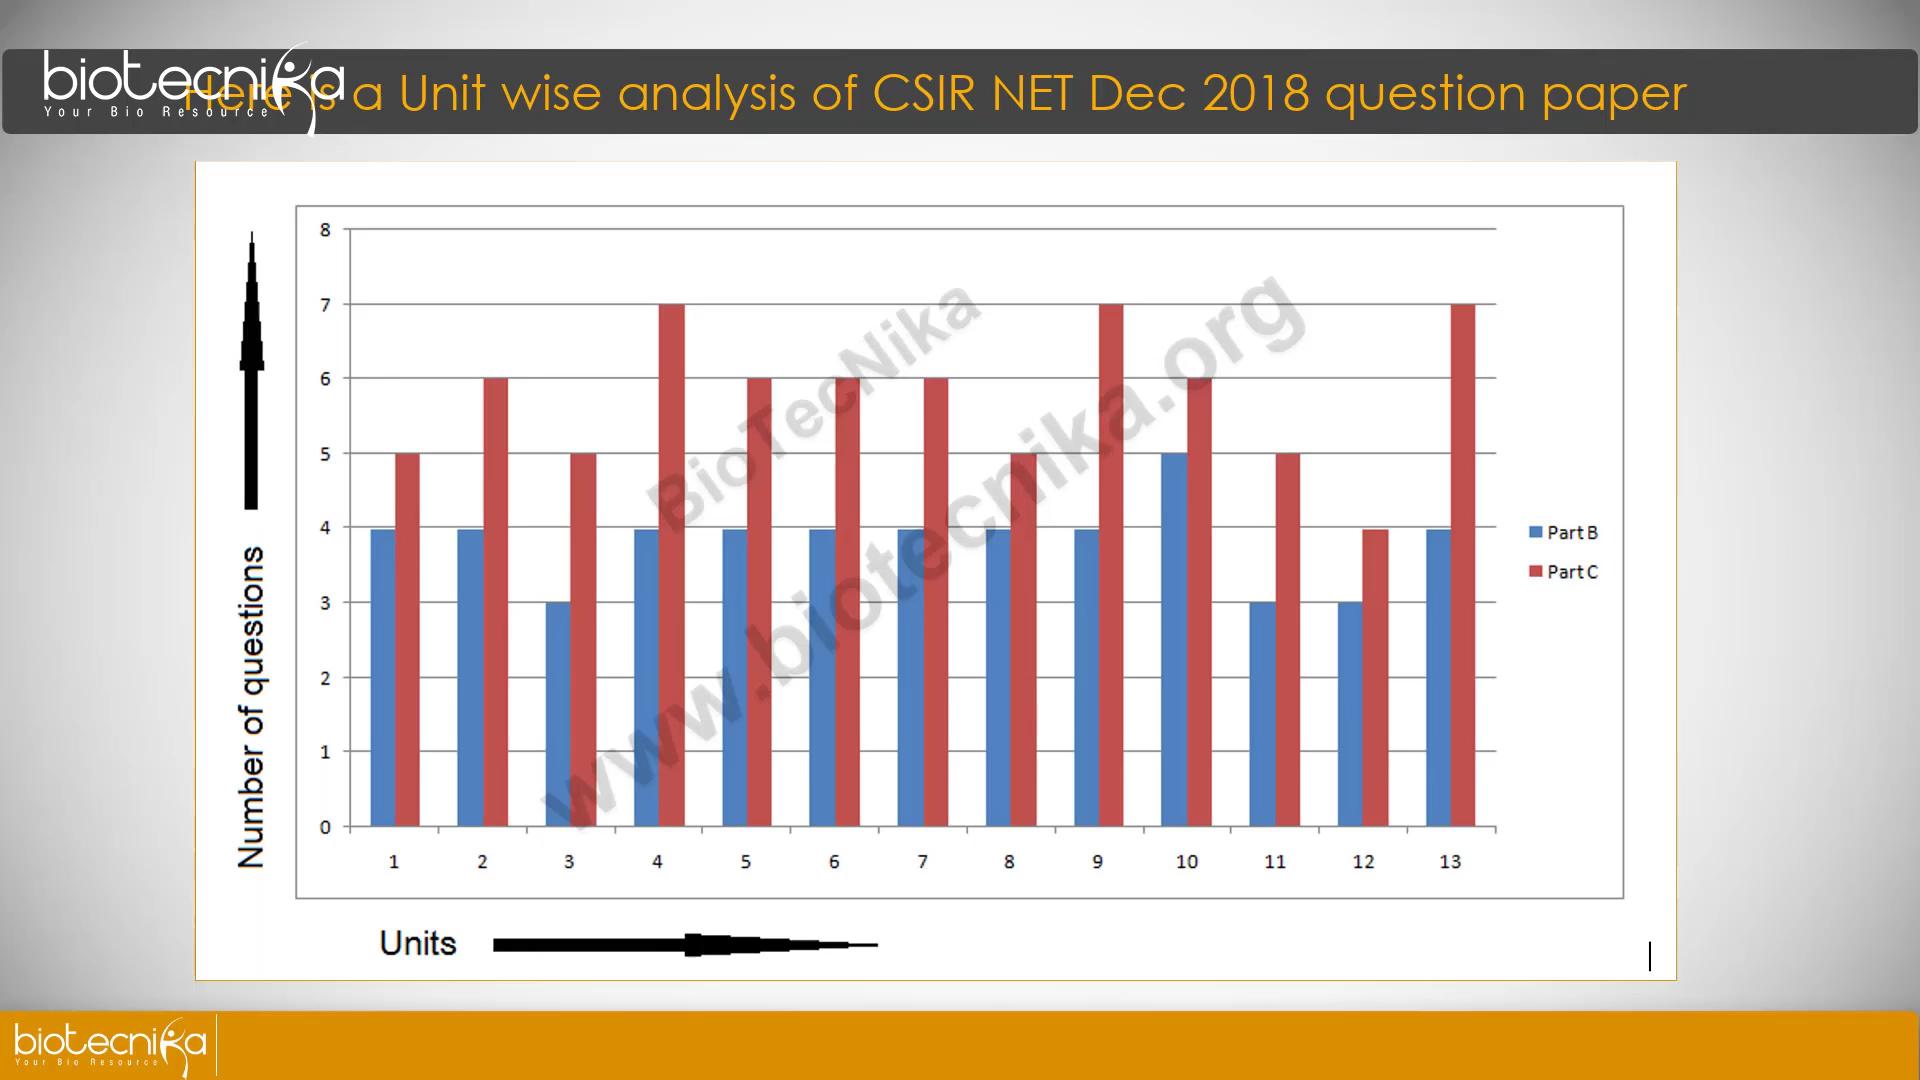 biotecnika
Your Bio Resource
Here is a Unit wise analysis of CSIR NET Dec 2018 question paper
8
7
6
5
4
3
2
1
0
Number of questions
BioTecNika
www.biotecnika.org
Part B
Part C
1 2 3 4 5 6 7 8 9 10 11 12 13
Units
biotecnika
Your Bio Resource